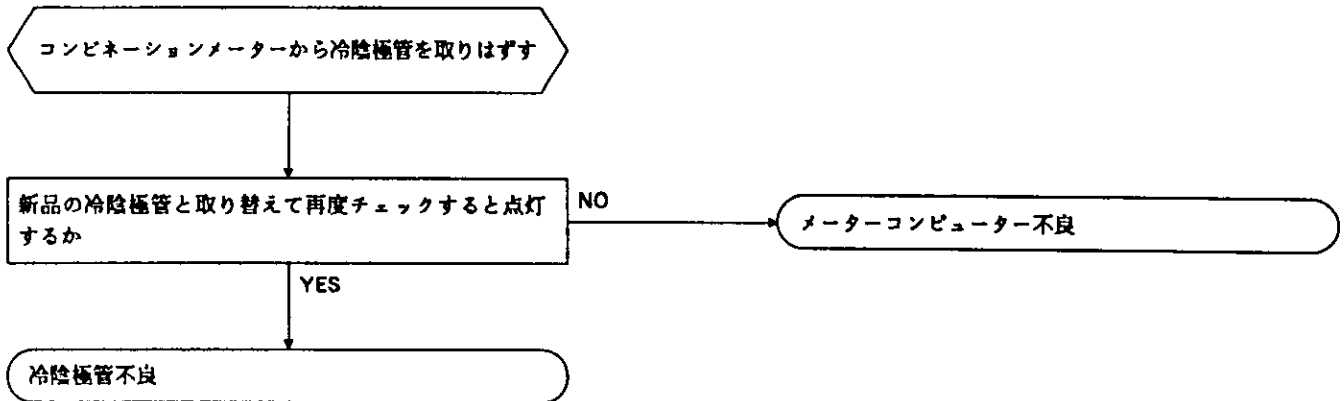 コンビネーションメーターから冷陰極管を取りはずす
新品の冷陰極管と取り替えて再度チェックすると点灯
するか
NO
メーターコンピューター不良
YES
冷陰極管不良